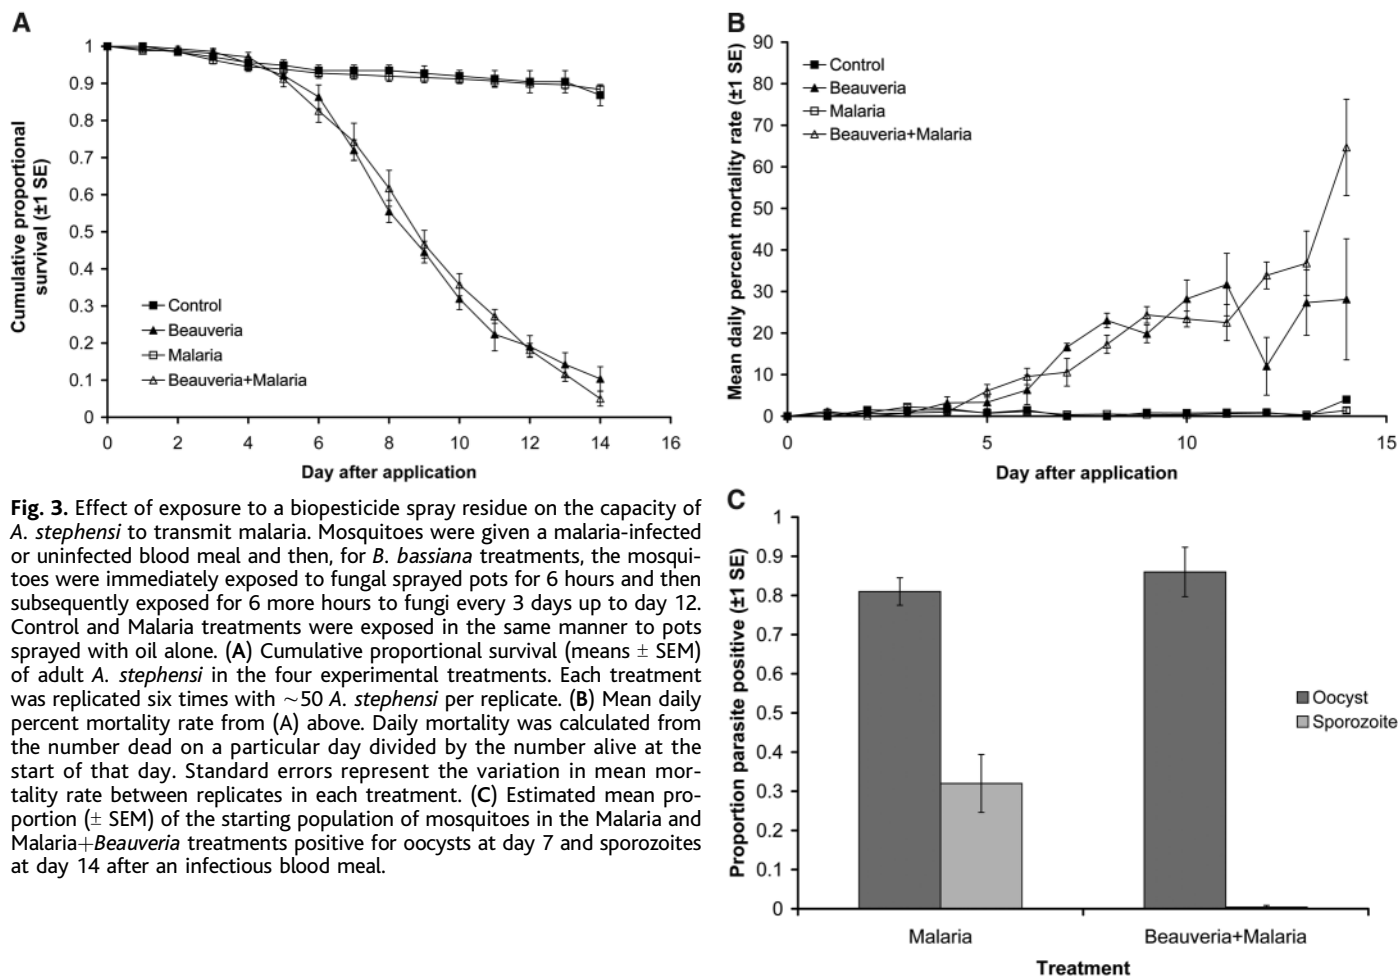 A
Cumulative proportional
survival (±1 SE)
1
0.9
0.8
0.7
0.6
0.5
0.4
0.3
0.2
0.1
0
Control
Beauveria
Malaria
Beauveria+Malaria
0 2 4 6 8 10 12 14 16
Day after application
B
Mean daily percent mortality rate (±1 SE)
90
80
70
60
50
40
30
20
10
0
Control
Beauveria
Malaria
Beauveria+Malaria
0 5 10 15
Day after application
Fig. 3. Effect of exposure to a biopesticide spray residue on the capacity of
A. stephensi to transmit malaria. Mosquitoes were given a malaria-infected
or uninfected blood meal and then, for B. bassiana treatments, the mosqui-
toes were immediately exposed to fungal sprayed pots for 6 hours and then
subsequently exposed for 6 more hours to fungi every 3 days up to day 12.
Control and Malaria treatments were exposed in the same manner to pots
sprayed with oil alone. (A) Cumulative proportional survival (means ± SEM)
of adult A. stephensi in the four experimental treatments. Each treatment
was replicated six times with ~50 A. stephensi per replicate. (B) Mean daily
percent mortality rate from (A) above. Daily mortality was calculated from
the number dead on a particular day divided by the number alive at the
start of that day. Standard errors represent the variation in mean mor-
tality rate between replicates in each treatment. (C) Estimated mean pro-
portion (± SEM) of the starting population of mosquitoes in the Malaria and
Malaria+Beauveria treatments positive for oocysts at day 7 and sporozoites
at day 14 after an infectious blood meal.
C
Proportion parasite positive (±1 SE)
1
0.9
0.8
0.7
0.6
0.5
0.4
0.3
0.2
0.1
0
Oocyst
Sporozoite
Malaria Beauveria+Malaria
Treatment